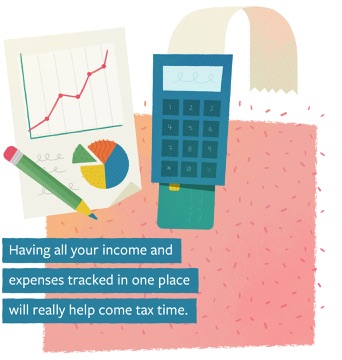 Having all your income and
expenses tracked in one place
will really help come tax time.